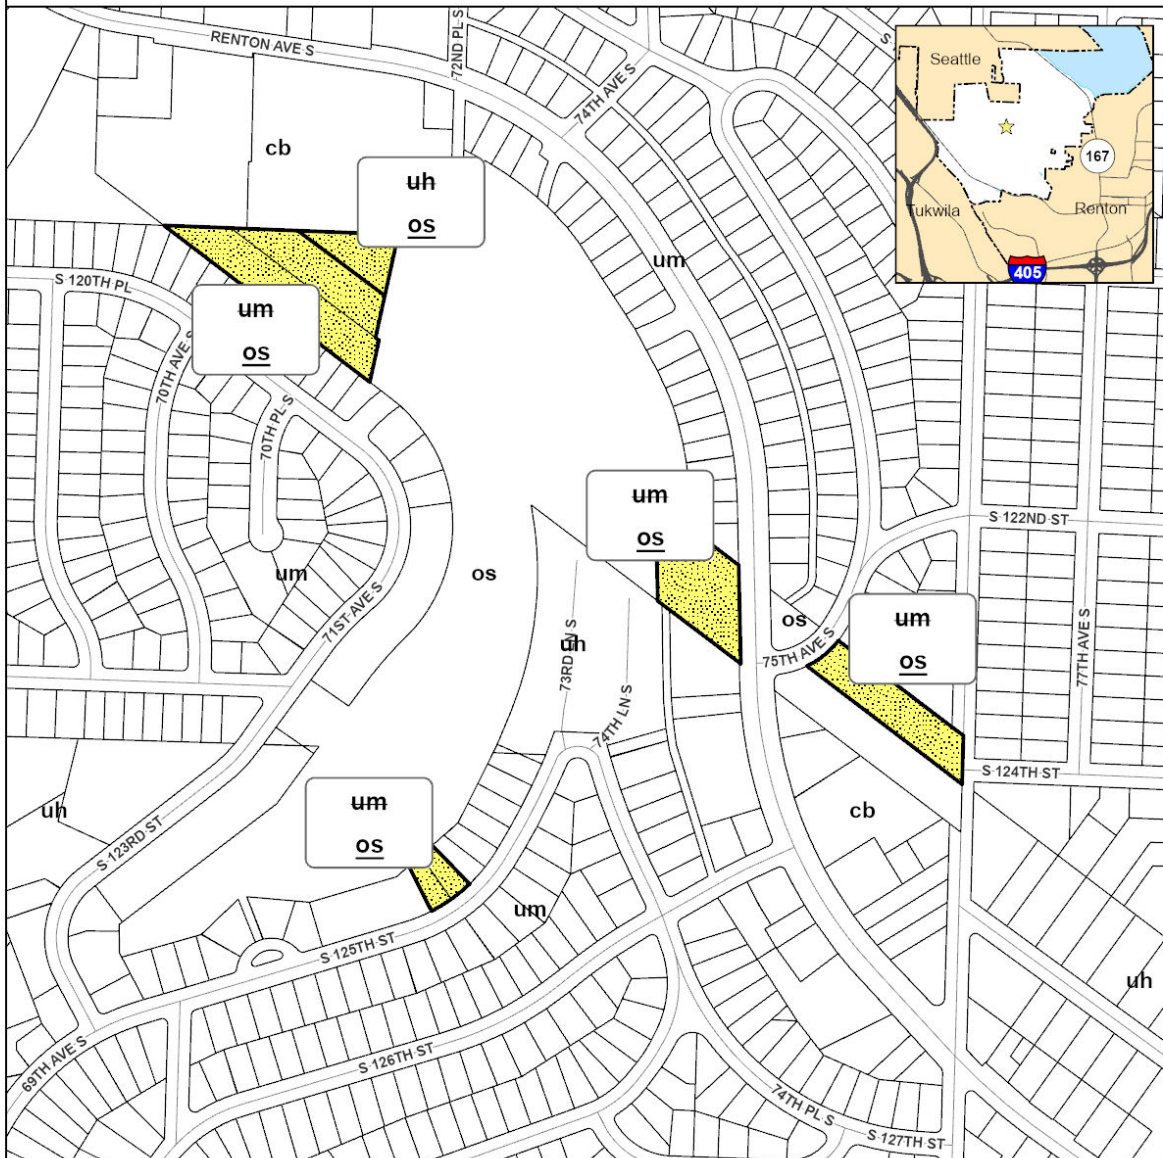 RENTON AVE S
72ND PL S
S
Seattle
74TH AVE S
cb
167
uh
os
Tukwila
Renton
um
405
S 120TH PL
um
os
70TH AVE S
70TH PL S
um
os
S 122ND ST
um
os
71ST AVE S
os
um
os
uh
73RD LN S
75TH AVE S
77TH AVE S
74TH LN S
S 124TH ST
um
os
uh
cb
S 123RD ST
um
S 125TH ST
uh
69TH AVE S
S 126TH ST
74TH PL S
S 127TH ST